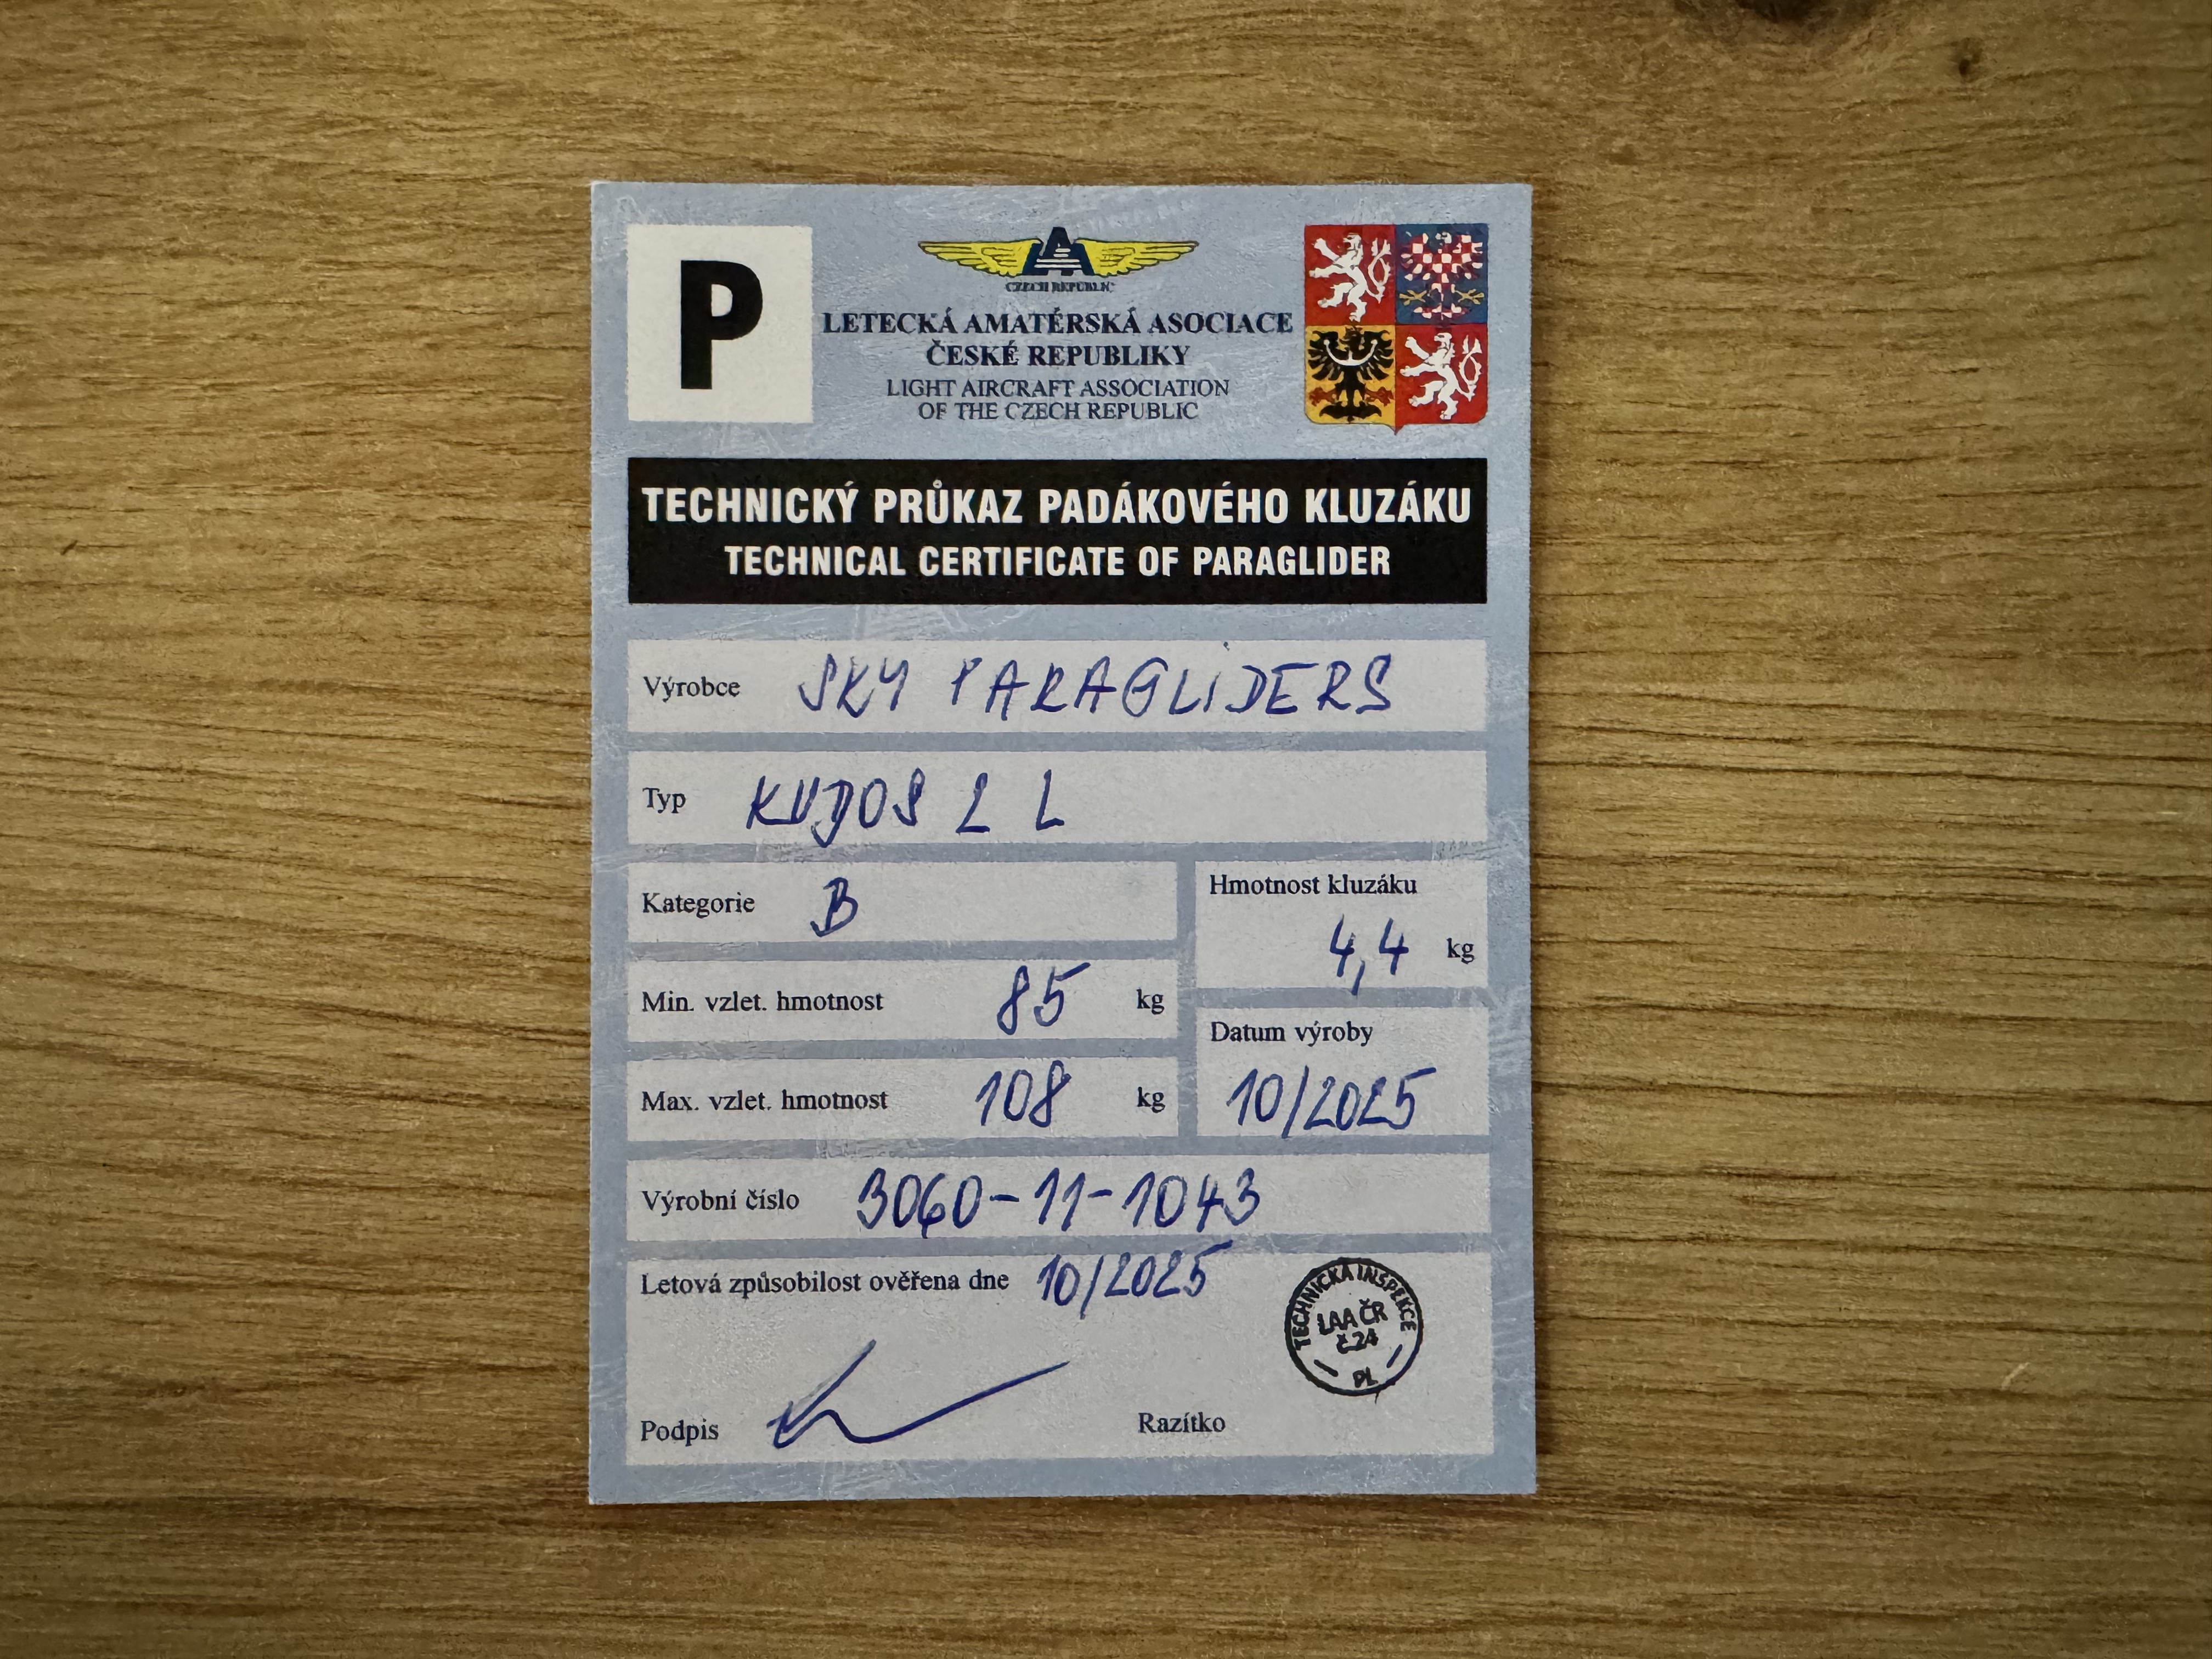 P
CZECH REPUBLIC
LETECKÁ AMATÉRSKÁ ASOCIACE
ČESKÉ REPUBLIKY
LIGHT AIRCRAFT ASSOCIATION
OF THE CZECH REPUBLIC
TECHNICKÝ PRŮKAZ PADÁKOVÉHO KLUZÁKU
TECHNICAL CERTIFICATE OF PARAGLIDER
Výrobce SKY PARAGLIDERS
Typ KUDOS 2 L
Kategorie B
Hmotnost kluzáku
4,4 kg
Min. vzlet. hmotnost 85 kg
Datum výroby
10/2025
Max. vzlet. hmotnost 108 kg
Výrobní číslo 3060-11-1043
Letová způsobilost ověřena dne 10/2025
TECHNICKÁ INSPEKCE
LAA ČR
č.24
PL
Podpis
Razítko